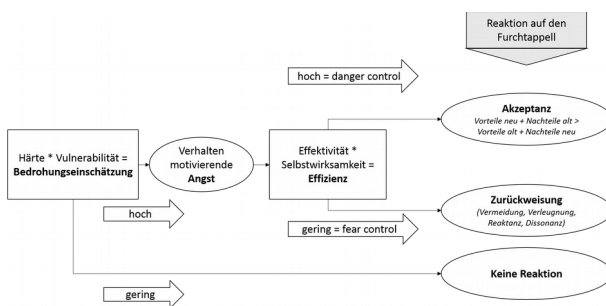 Reaktion auf den
Furchtappell
hoch = danger control
Akzeptanz
Vorteile neu + Nachteile alt >
Vorteile alt + Nachteile neu
Härte * Vulnerabilität =
Bedrohungseinschätzung
Verhalten
motivierende
Angst
Effektivität *
Selbstwirksamkeit =
Effizienz
hoch
gering = fear control
Zurückweisung
(Vermeidung, Verleugnung,
Reaktanz, Dissonanz)
Keine Reaktion
gering